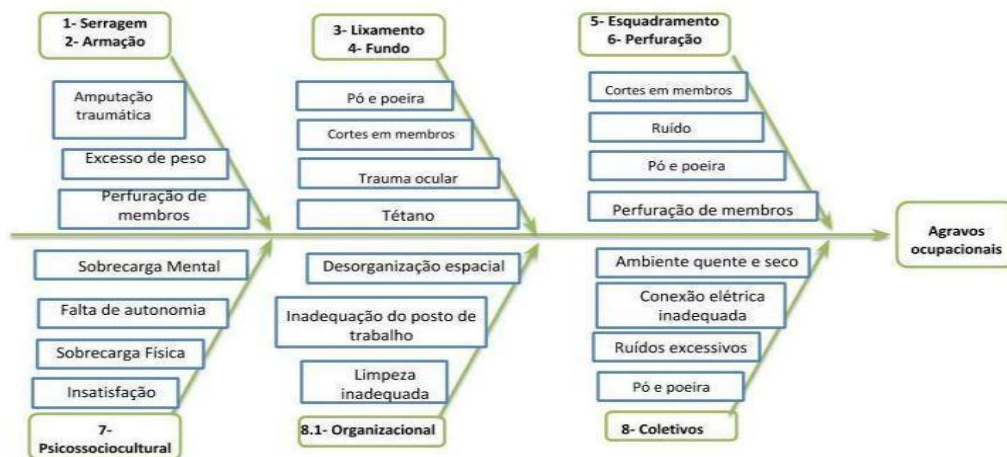 1- Serragem
2- Armação
Amputação
traumática
Excesso de peso
Perfuração de
membros
3- Lixamento
4- Fundo
Pó e poeira
Cortes em membros
Trauma ocular
Tétano
5- Esquadramento
6- Perfuração
Cortes em membros
Ruído
Pó e poeira
Perfuração de membros
Agravos
ocupacionais
Sobrecarga Mental
Falta de autonomia
Sobrecarga Física
Insatisfação
7-
Psicossociocultural
Desorganização espacial
Inadequação do posto de
trabalho
Limpeza
inadequada
8.1- Organizacional
Ambiente quente e seco
Conexão elétrica
inadequada
Ruídos excessivos
Pó e poeira
8- Coletivos